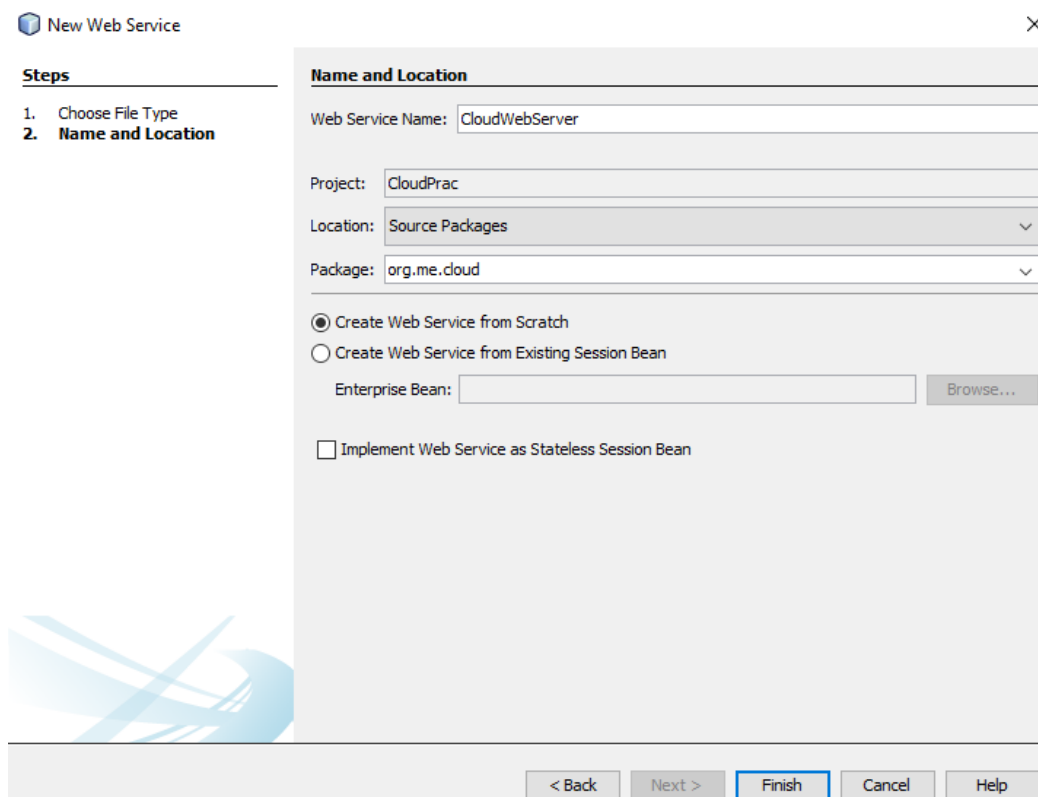 New Web Service
Steps
1. Choose File Type
2. Name and Location
Name and Location
Web Service Name: CloudWebServer
Project: CloudPrac
Location: Source Packages
Package: org.me.cloud
Create Web Service from Scratch
Create Web Service from Existing Session Bean
Enterprise Bean: Browse...
Implement Web Service as Stateless Session Bean
< Back Next > Finish Cancel Help